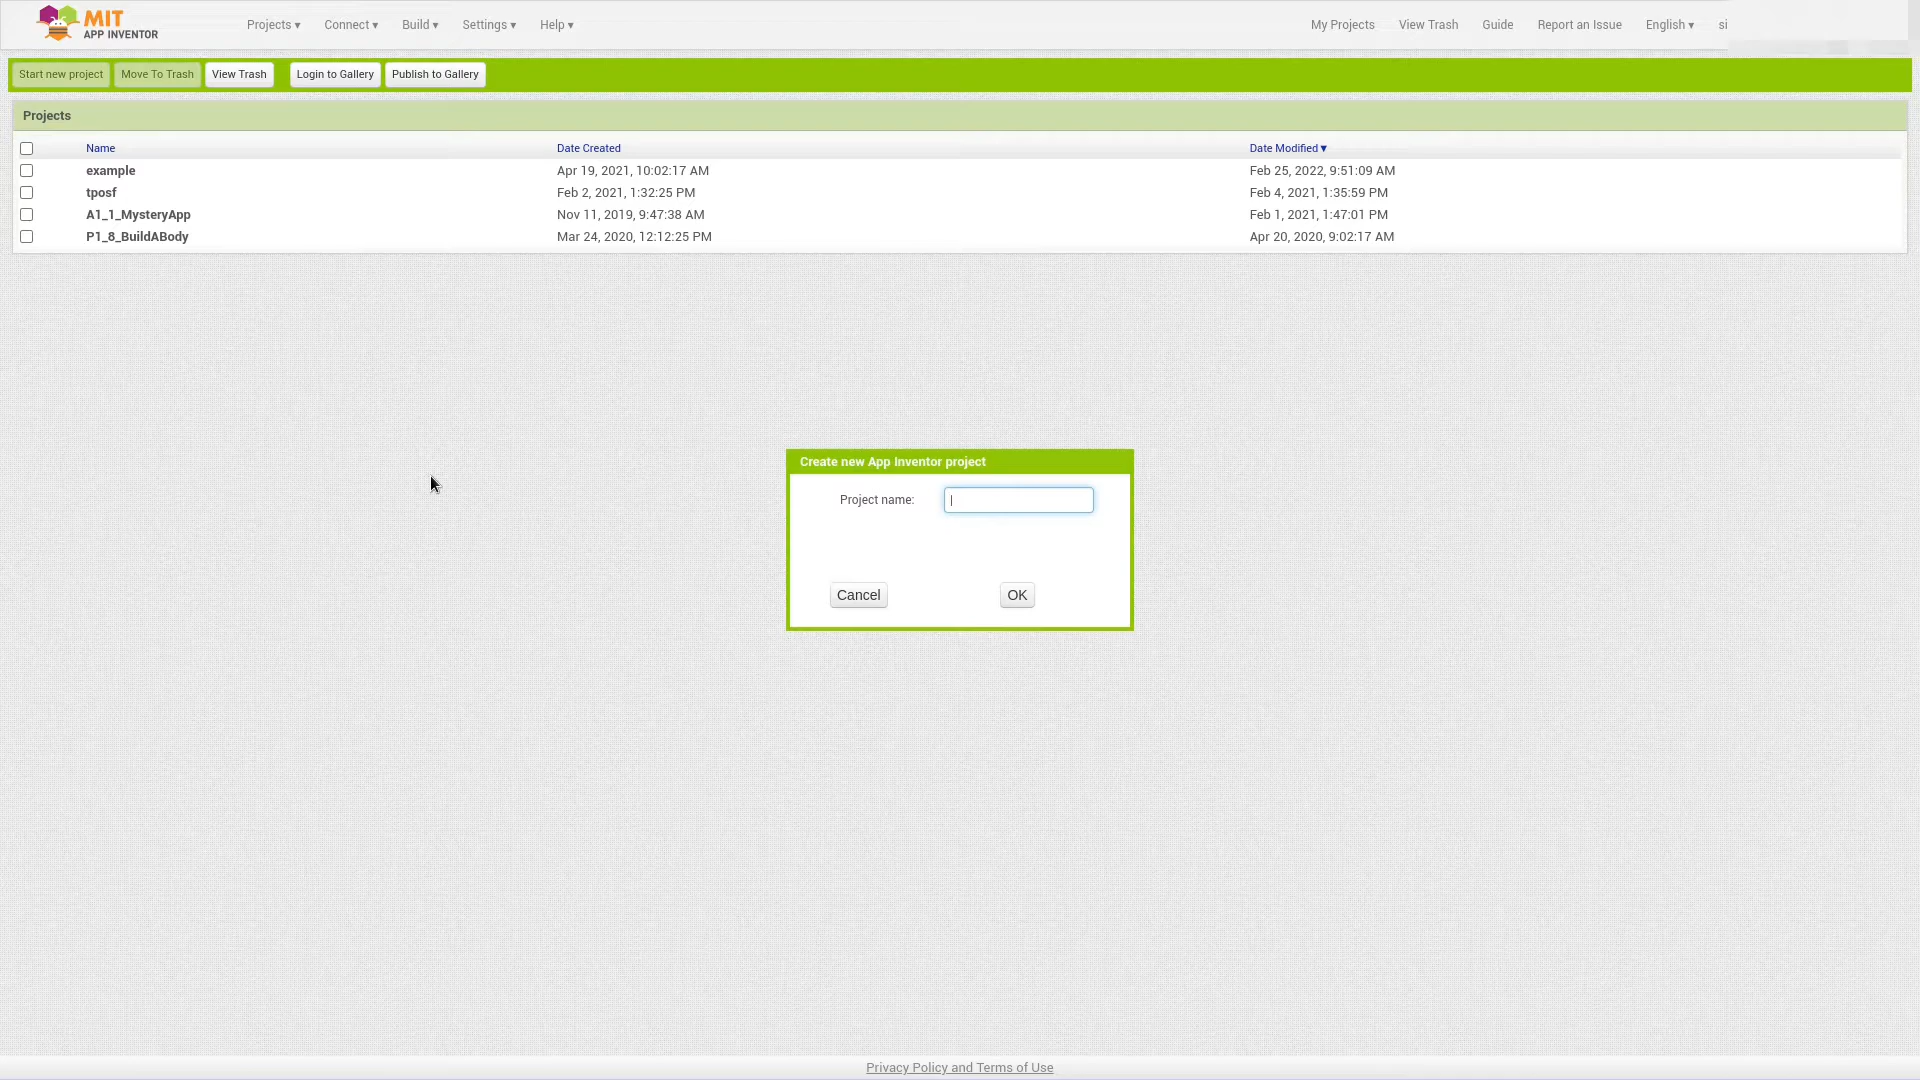 MIT
APP INVENTOR
Projects ▾ Connect ▾ Build ▾ Settings ▾ Help ▾ My Projects View Trash Guide Report an Issue English ▾ si
Start new project Move To Trash View Trash Login to Gallery Publish to Gallery
Projects
Name Date Created Date Modified ▾
example Apr 19, 2021, 10:02:17 AM Feb 25, 2022, 9:51:09 AM
tposf Feb 2, 2021, 1:32:25 PM Feb 4, 2021, 1:35:59 PM
A1_1_MysteryApp Nov 11, 2019, 9:47:38 AM Feb 1, 2021, 1:47:01 PM
P1_8_BuildABody Mar 24, 2020, 12:12:25 PM Apr 20, 2020, 9:02:17 AM
Create new App Inventor project
Project name:
Cancel OK
Privacy Policy and Terms of Use